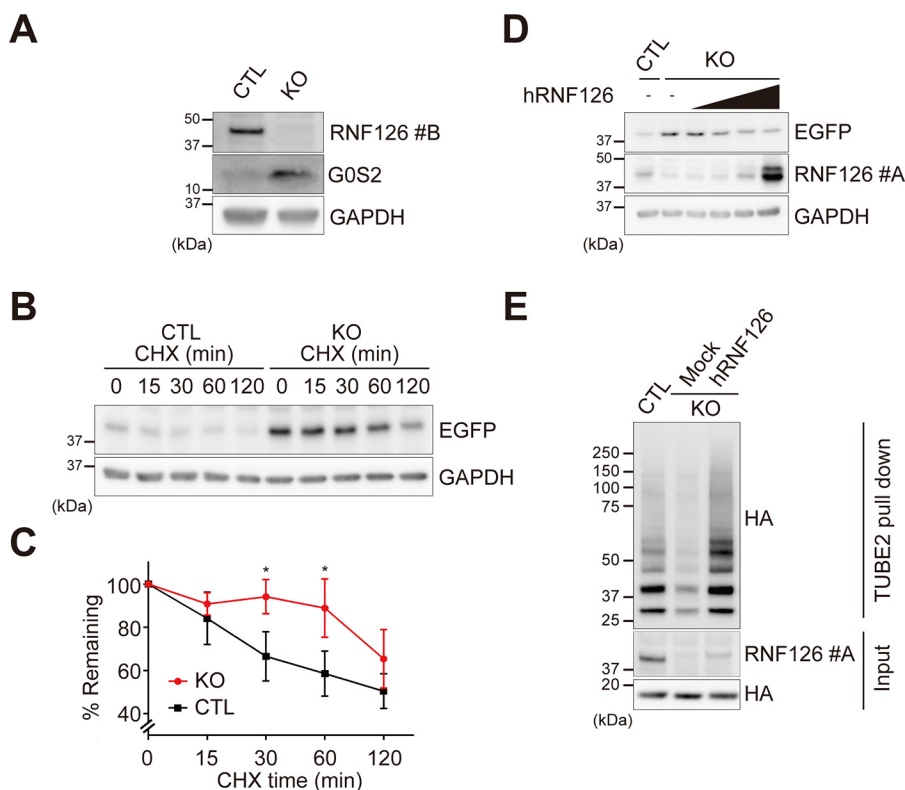 A
CTL KO
50
37
RNF126 #B
10
G0S2
37
GAPDH
(kDa)
B
CTL KO
CHX (min) CHX (min)
0 15 30 60 120 0 15 30 60 120
37
EGFP
37
GAPDH
(kDa)
C
% Remaining
100
80
60
40
* *
KO
CTL
0 15 30 60 120
CHX time (min)
D
CTL KO
hRNF126 - -
37
EGFP
50
37
RNF126 #A
37
GAPDH
(kDa)
E
CTL Mock hRNF126
KO
250
150
100
75
50
37
25
HA
TUBE2 pull down
37
RNF126 #A
20
HA
Input
(kDa)